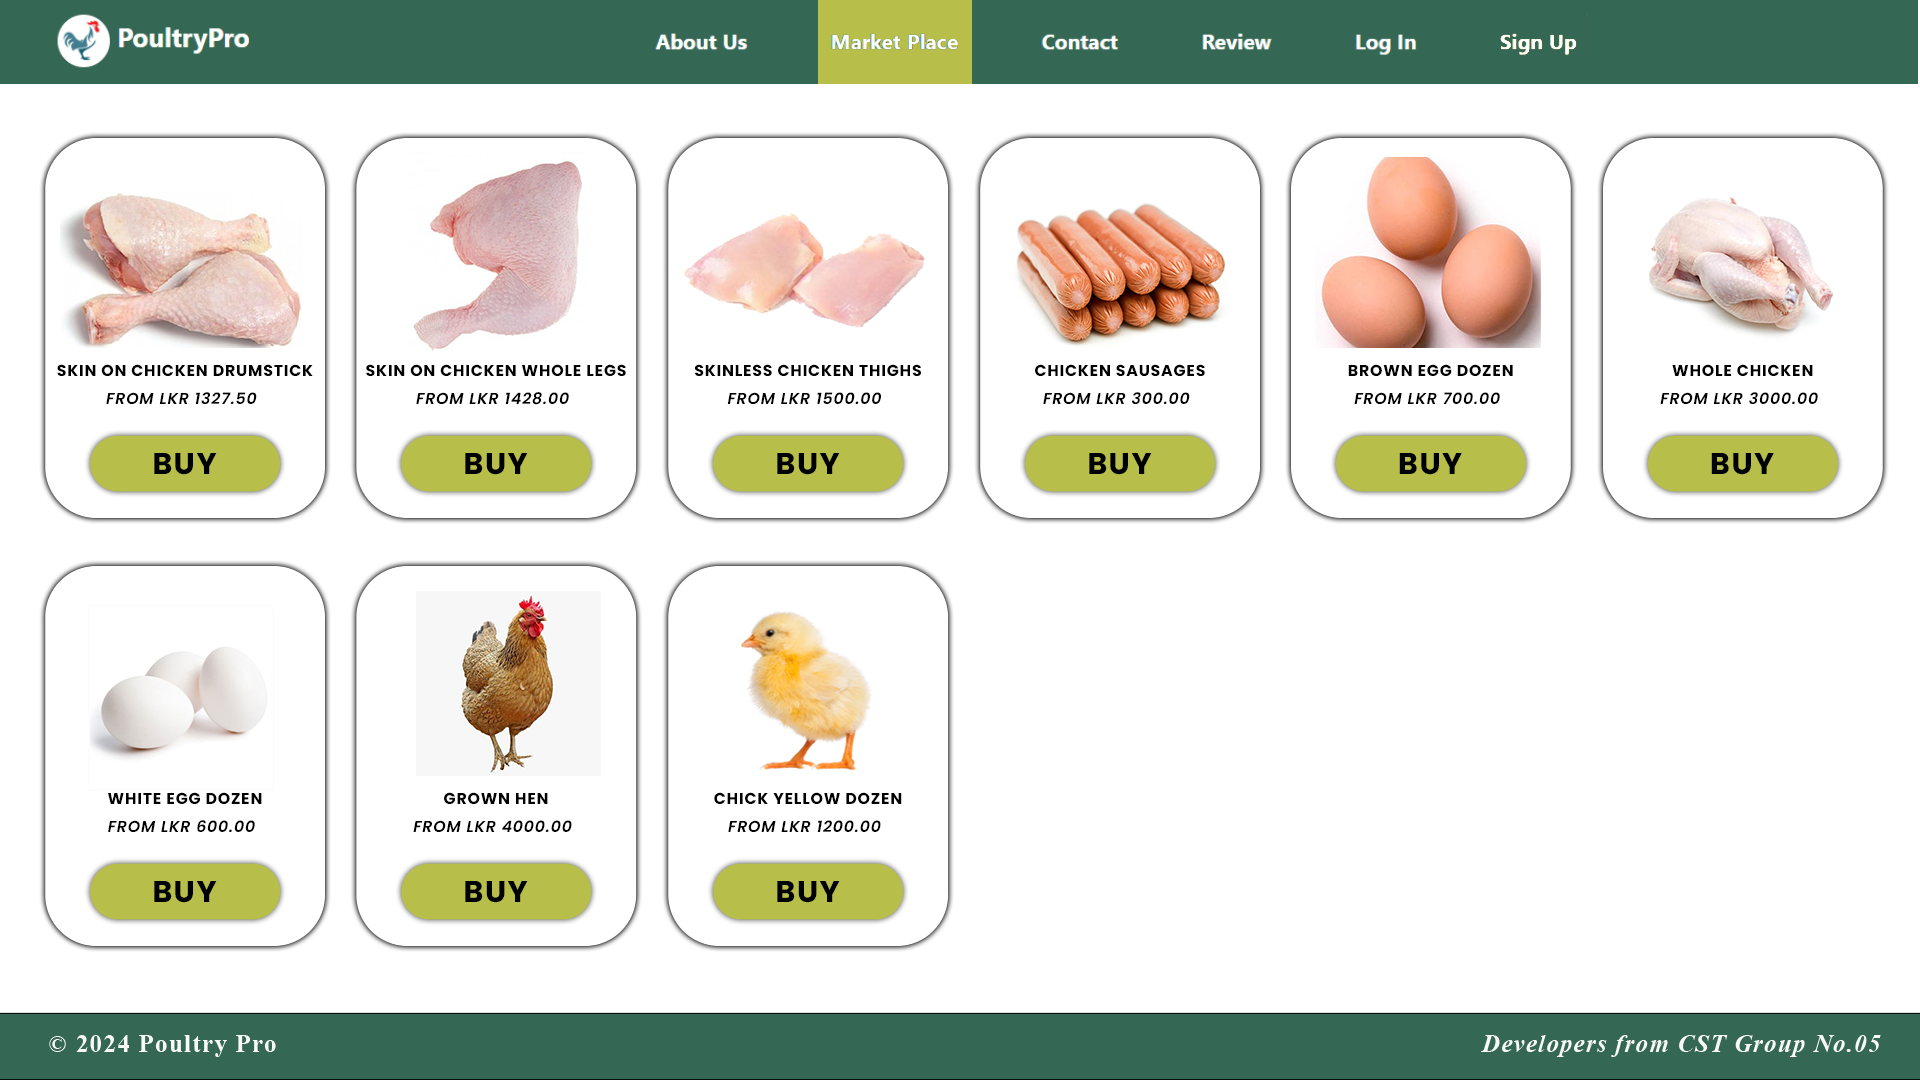 PoultryPro
About Us
Market Place
Contact
Review
Log In
Sign Up
SKIN ON CHICKEN DRUMSTICK
FROM LKR 1327.50
BUY
SKIN ON CHICKEN WHOLE LEGS
FROM LKR 1428.00
BUY
SKINLESS CHICKEN THIGHS
FROM LKR 1500.00
BUY
CHICKEN SAUSAGES
FROM LKR 300.00
BUY
BROWN EGG DOZEN
FROM LKR 700.00
BUY
WHOLE CHICKEN
FROM LKR 3000.00
BUY
WHITE EGG DOZEN
FROM LKR 600.00
BUY
GROWN HEN
FROM LKR 4000.00
BUY
CHICK YELLOW DOZEN
FROM LKR 1200.00
BUY
© 2024 Poultry Pro
Developers from CST Group No.05